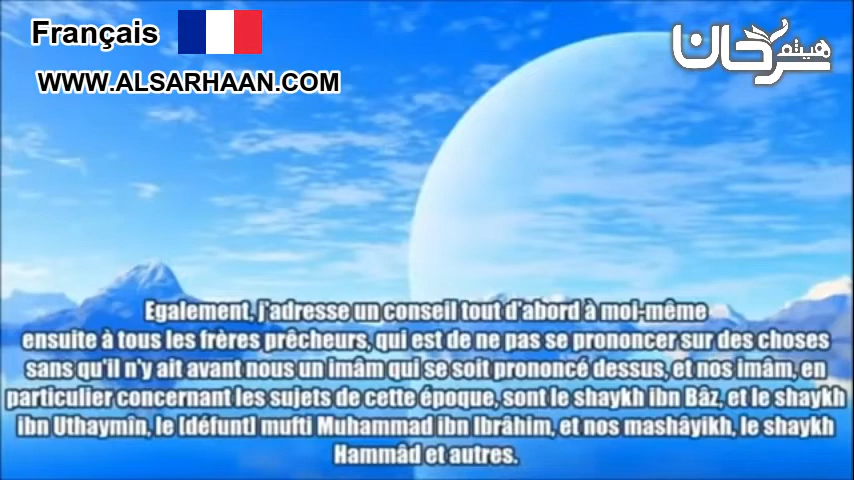 Français
WWW.ALSARHAAN.COM
هيثم
سرحان
Egalement, j'adresse un conseil tout d'abord à moi-même
ensuite à tous les frères prêcheurs, qui est de ne pas se prononcer sur des choses
sans qu'il n'y ait avant nous un imâm qui se soit prononcé dessus, et nos imâm, en
particulier concernant les sujets de cette époque, sont le shaykh ibn Bâz, et le shaykh
ibn Uthaymîn, le (défunt) mufti Muhammad ibn Ibrâhim, et nos mashâyikh, le shaykh
Hammâd et autres.